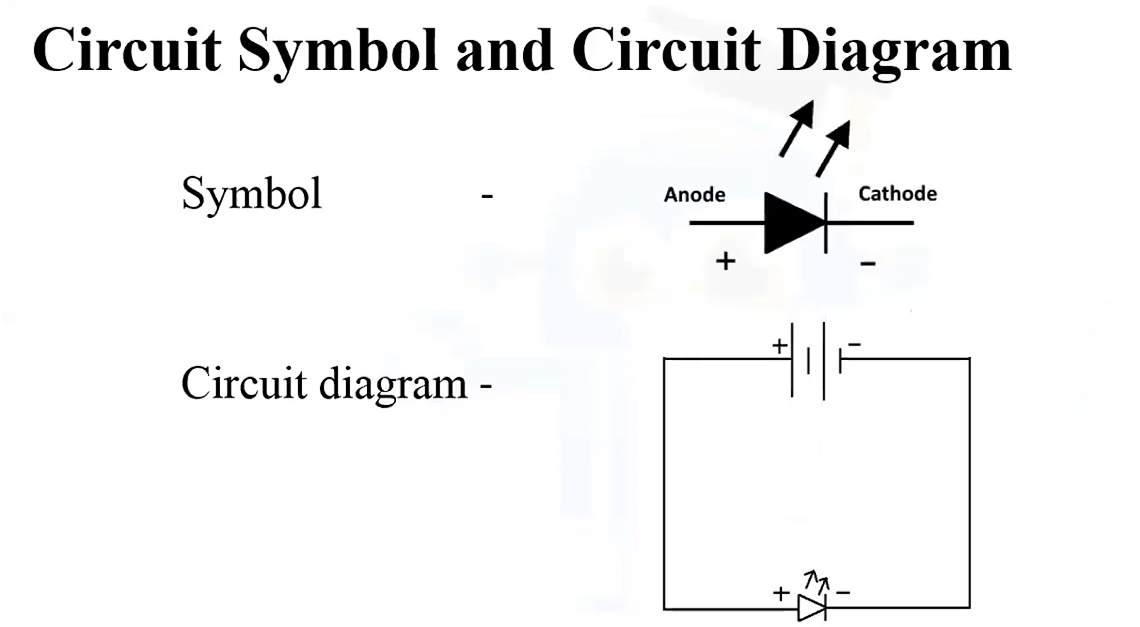 Circuit Symbol and Circuit Diagram
Symbol -
Anode Cathode
+ −
+ −
Circuit diagram -
+ −